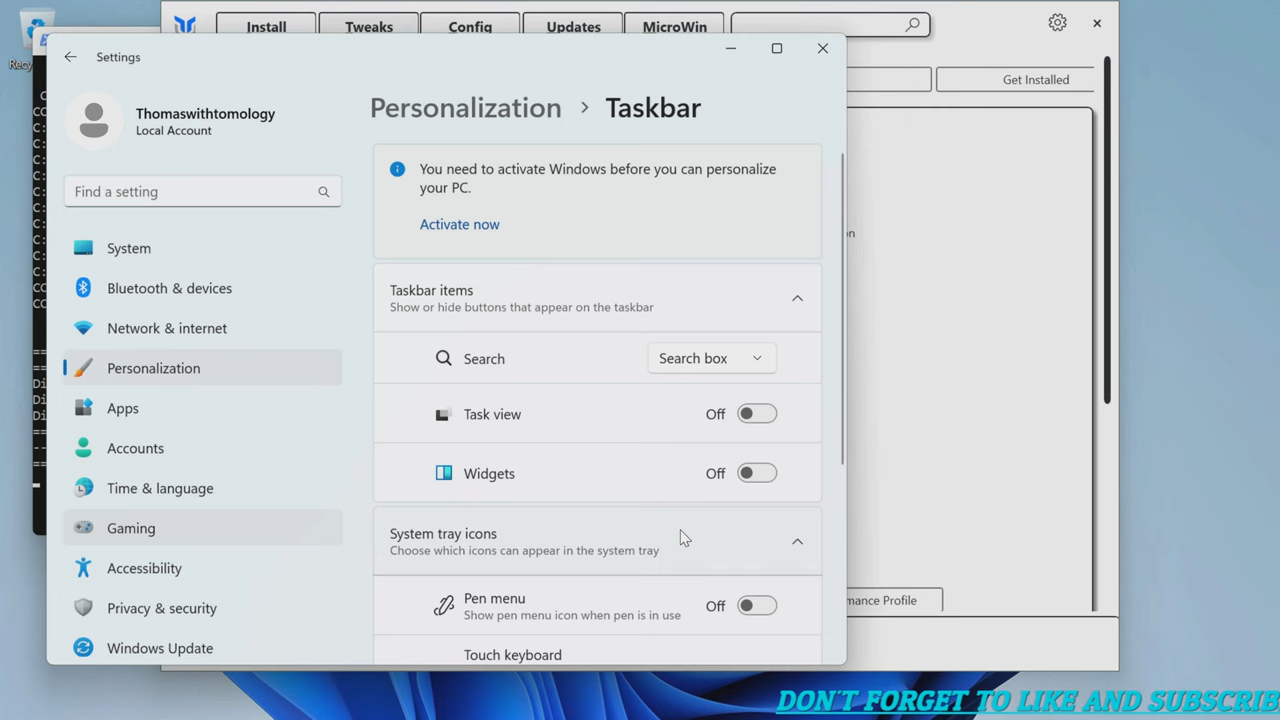 Install
Tweaks
Config
Updates
MicroWin
Get Installed
Settings
Thomaswithtomology
Local Account
Find a setting
System
Bluetooth & devices
Network & internet
Personalization
Apps
Accounts
Time & language
Gaming
Accessibility
Privacy & security
Windows Update
Personalization > Taskbar
You need to activate Windows before you can personalize
your PC.
Activate now
Taskbar items
Show or hide buttons that appear on the taskbar
Search
Search box
Task view
Off
Widgets
Off
System tray icons
Choose which icons can appear in the system tray
Pen menu
Off
Show pen menu icon when pen is in use
Touch keyboard
mance Profile
DON'T FORGET TO LIKE AND SUBSCRIB